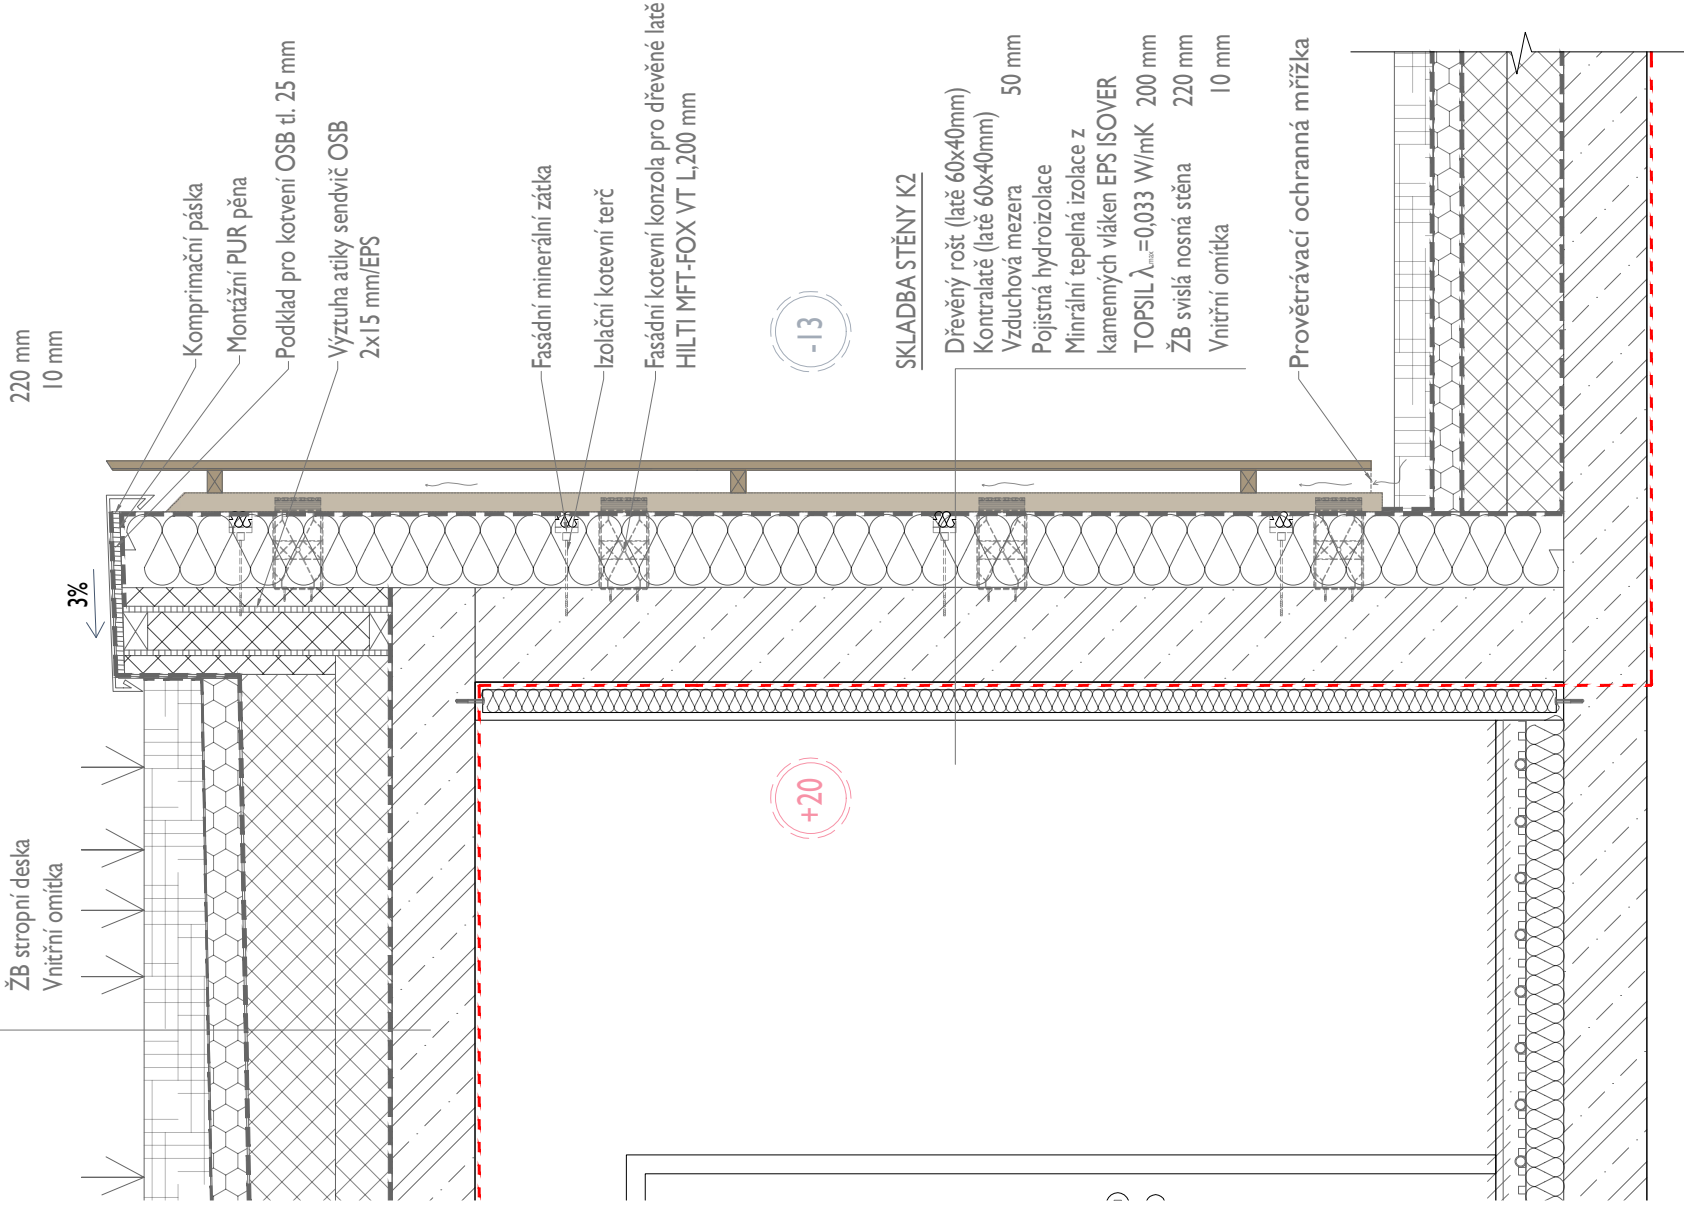 ŽB stropní deska
220 mm
Vnitřní omítka
10 mm
3%
Komprimační páska
Montážní PUR pěna
Podklad pro kotvení OSB tl. 25 mm
Výztuha atiky sendvič OSB
2x15 mm/EPS
Fasádní minerální zátka
Izolační kotevní terč
Fasádní kotevní konzola pro dřevěné latě
HILTI MFT-FOX VT L,200 mm
-13
+20
SKLADBA STĚNY K2
Dřevěný rošt (latě 60x40mm)
Kontralatě (latě 60x40mm)
Vzduchová mezera 50 mm
Pojistná hydroizolace
Minrální tepelná izolace z
kamenných vláken EPS ISOVER
TOPSIL λmax=0,033 W/mK 200 mm
ŽB svislá nosná stěna 220 mm
Vnitřní omítka 10 mm
Provětrávací ochranná mřížka